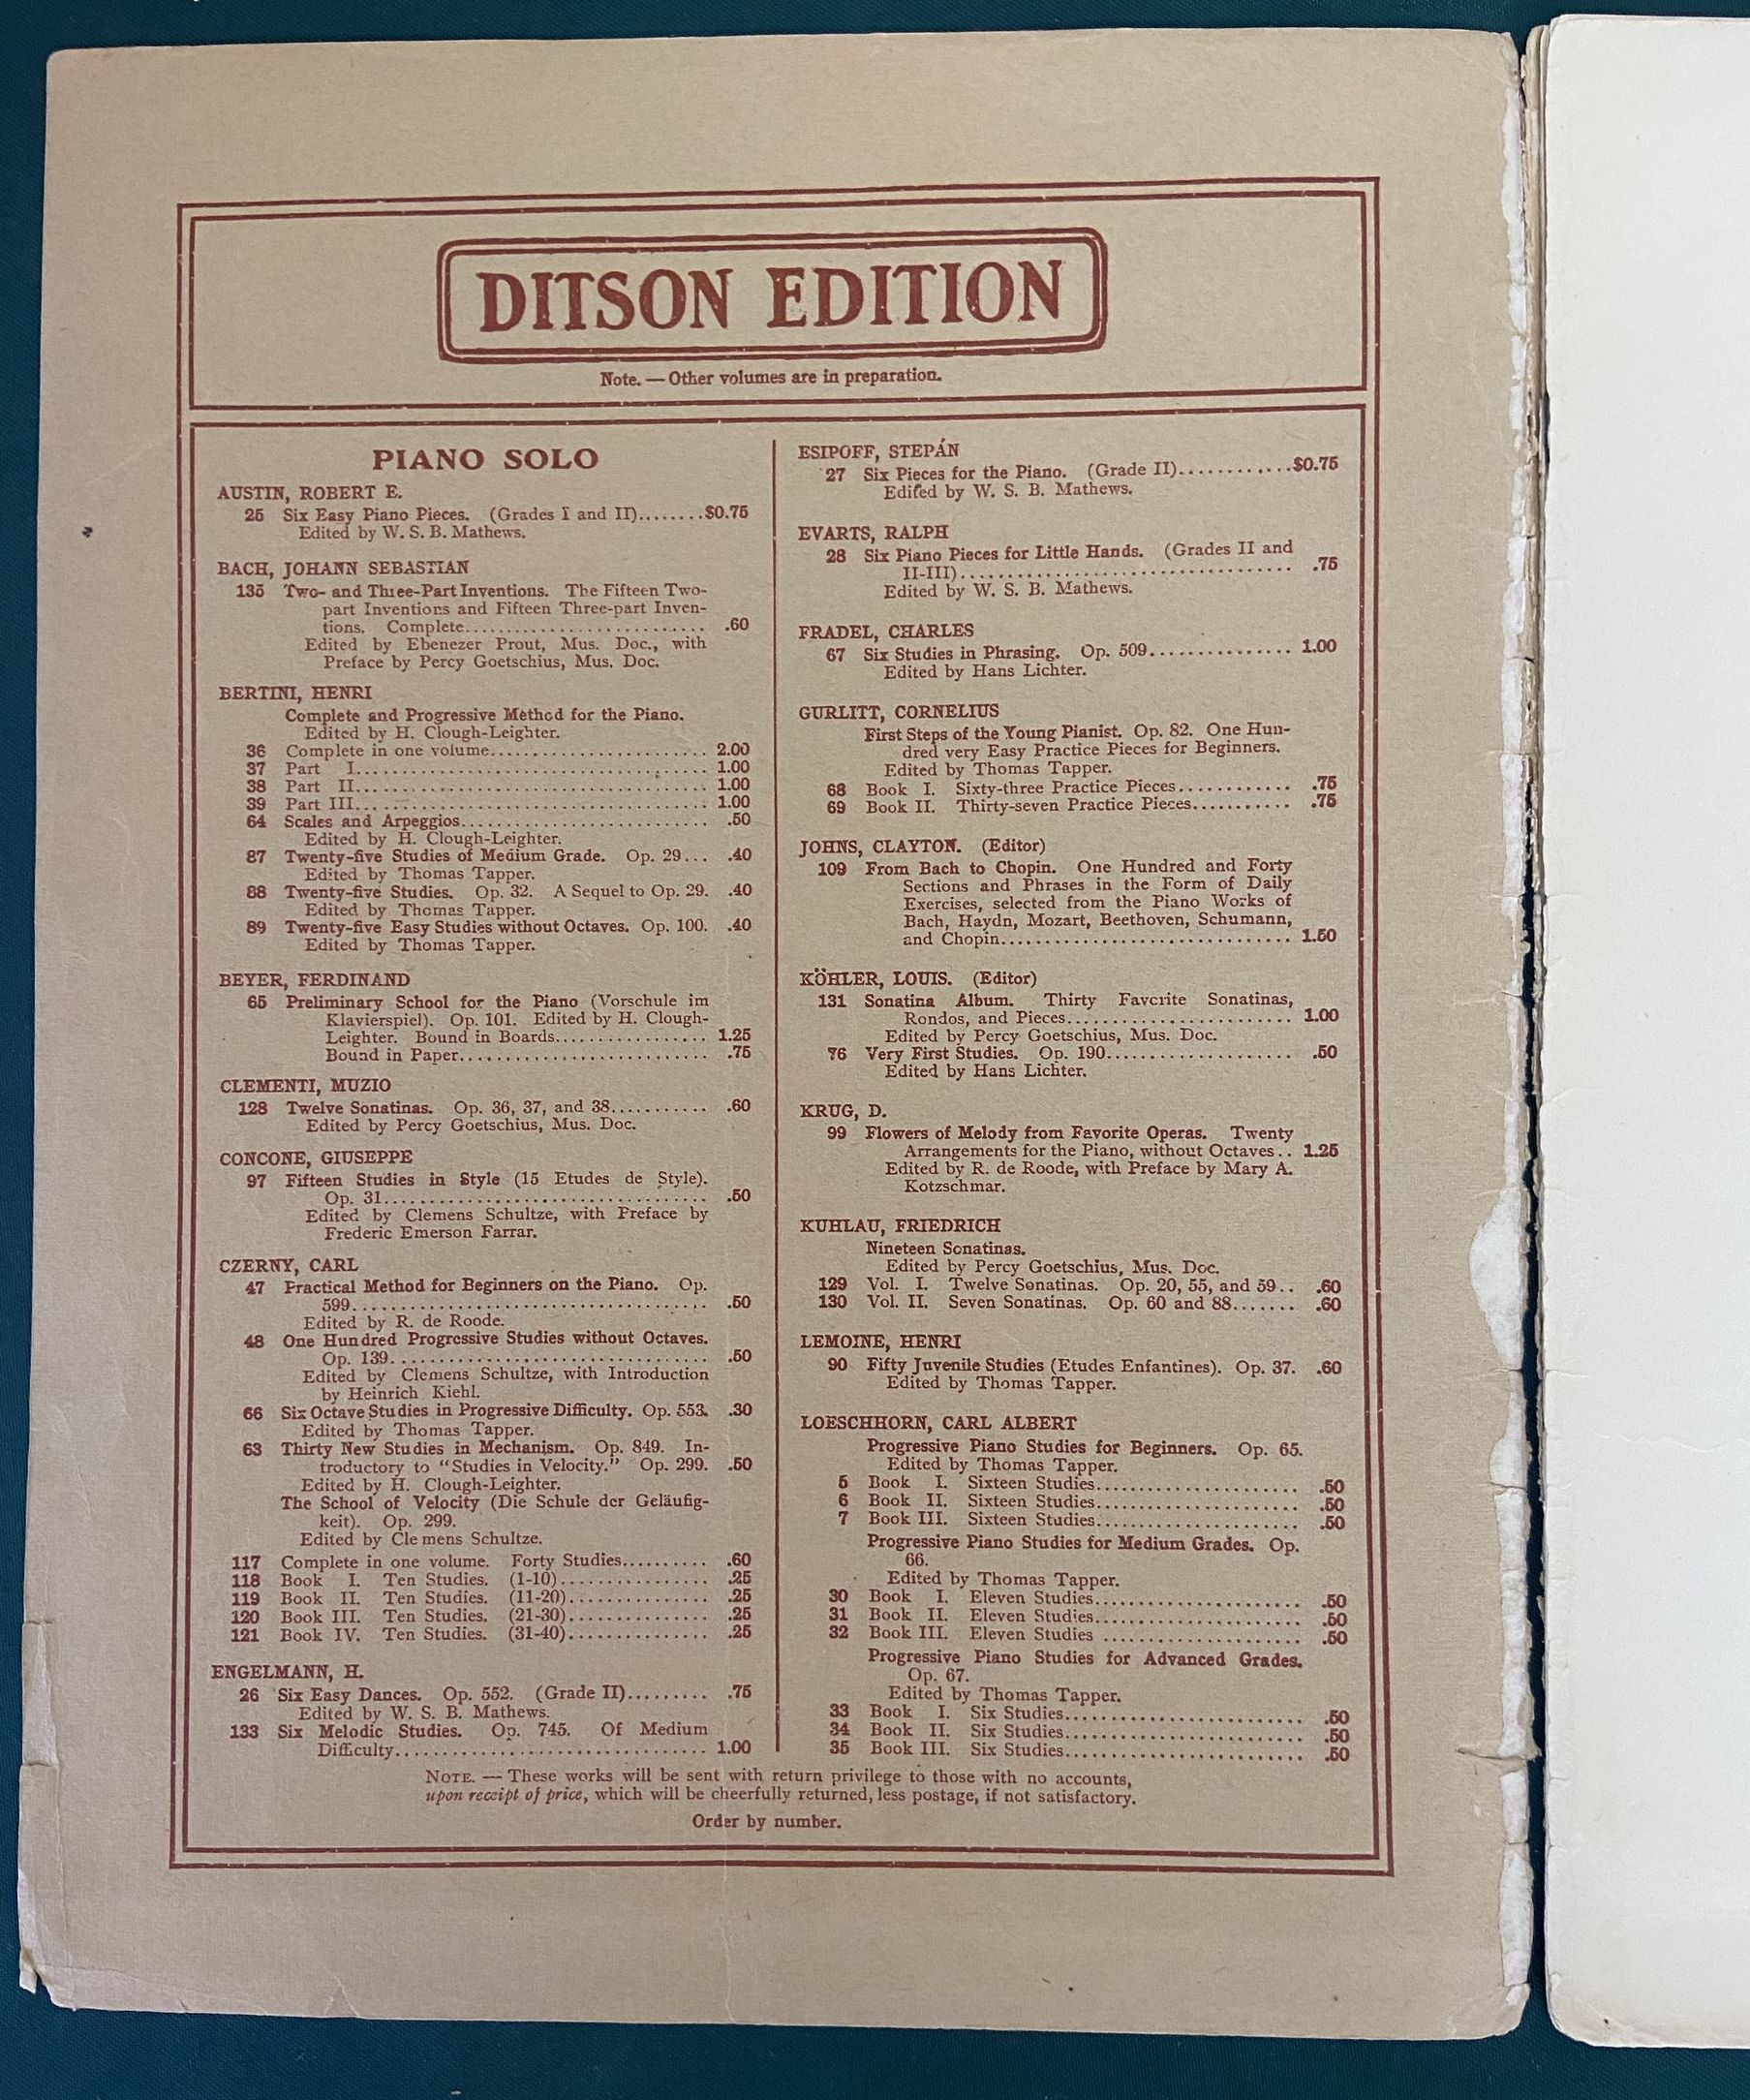 DITSON EDITION
Note. — Other volumes are in preparation.
PIANO SOLO
AUSTIN, ROBERT E.
25 Six Easy Piano Pieces. (Grades I and II)........$0.75
Edited by W. S. B. Mathews.
BACH, JOHANN SEBASTIAN
135 Two- and Three-Part Inventions. The Fifteen Two-
part Inventions and Fifteen Three-part Inven-
tions. Complete............................ .60
Edited by Ebenezer Prout, Mus. Doc., with
Preface by Percy Goetschius, Mus. Doc.
BERTINI, HENRI
Complete and Progressive Method for the Piano.
Edited by H. Clough-Leighter.
36 Complete in one volume.......................... 2.00
37 Part I.......................................... 1.00
38 Part II......................................... 1.00
39 Part III........................................ 1.00
64 Scales and Arpeggios............................ .50
Edited by H. Clough-Leighter.
87 Twenty-five Studies of Medium Grade. Op. 29... .40
Edited by Thomas Tapper.
88 Twenty-five Studies. Op. 32. A Sequel to Op. 29. .40
Edited by Thomas Tapper.
89 Twenty-five Easy Studies without Octaves. Op. 100. .40
Edited by Thomas Tapper.
BEYER, FERDINAND
65 Preliminary School for the Piano (Vorschule im
Klavierspiel). Op. 101. Edited by H. Clough-
Leighter. Bound in Boards.................. 1.25
Bound in Paper............................. .75
CLEMENTI, MUZIO
128 Twelve Sonatinas. Op. 36, 37, and 38........... .60
Edited by Percy Goetschius, Mus. Doc.
CONCONE, GIUSEPPE
97 Fifteen Studies in Style (15 Etudes de Style).
Op. 31...................................... .50
Edited by Clemens Schultze, with Preface by
Frederic Emerson Farrar.
CZERNY, CARL
47 Practical Method for Beginners on the Piano. Op.
599......................................... .50
Edited by R. de Roode.
48 One Hundred Progressive Studies without Octaves.
Op. 139..................................... .50
Edited by Clemens Schultze, with Introduction
by Heinrich Kiehl.
66 Six Octave Studies in Progressive Difficulty. Op. 553. .30
Edited by Thomas Tapper.
63 Thirty New Studies in Mechanism. Op. 849. In-
troductory to "Studies in Velocity." Op. 299. .50
Edited by H. Clough-Leighter.
The School of Velocity (Die Schule der Geläufig-
keit). Op. 299.
Edited by Clemens Schultze.
117 Complete in one volume. Forty Studies.......... .60
118 Book I. Ten Studies. (1-10)................ .25
119 Book II. Ten Studies. (11-20)............... .25
120 Book III. Ten Studies. (21-30)............... .25
121 Book IV. Ten Studies. (31-40)............... .25
ENGELMANN, H.
26 Six Easy Dances. Op. 552. (Grade II)......... .75
Edited by W. S. B. Mathews.
133 Six Melodic Studies. Op. 745. Of Medium
Difficulty.................................. 1.00
ESIPOFF, STEPÁN
27 Six Pieces for the Piano. (Grade II)............$0.75
Edited by W. S. B. Mathews.
EVARTS, RALPH
28 Six Piano Pieces for Little Hands. (Grades II and
II-III)..................................... .75
Edited by W. S. B. Mathews.
FRADEL, CHARLES
67 Six Studies in Phrasing. Op. 509............... 1.00
Edited by Hans Lichter.
GURLITT, CORNELIUS
First Steps of the Young Pianist. Op. 82. One Hun-
dred very Easy Practice Pieces for Beginners.
Edited by Thomas Tapper.
68 Book I. Sixty-three Practice Pieces............ .75
69 Book II. Thirty-seven Practice Pieces........... .75
JOHNS, CLAYTON. (Editor)
109 From Bach to Chopin. One Hundred and Forty
Sections and Phrases in the Form of Daily
Exercises, selected from the Piano Works of
Bach, Haydn, Mozart, Beethoven, Schumann,
and Chopin.................................. 1.50
KÖHLER, LOUIS. (Editor)
131 Sonatina Album. Thirty Favorite Sonatinas,
Rondos, and Pieces.......................... 1.00
Edited by Percy Goetschius, Mus. Doc.
76 Very First Studies. Op. 190.................... .50
Edited by Hans Lichter.
KRUG, D.
99 Flowers of Melody from Favorite Operas. Twenty
Arrangements for the Piano, without Octaves.. 1.25
Edited by R. de Roode, with Preface by Mary A.
Kotzschmar.
KUHLAU, FRIEDRICH
Nineteen Sonatinas.
Edited by Percy Goetschius, Mus. Doc.
129 Vol. I. Twelve Sonatinas. Op. 20, 55, and 59.. .60
130 Vol. II. Seven Sonatinas. Op. 60 and 88....... .60
LEMOINE, HENRI
90 Fifty Juvenile Studies (Etudes Enfantines). Op. 37. .60
Edited by Thomas Tapper.
LOESCHHORN, CARL ALBERT
Progressive Piano Studies for Beginners. Op. 65.
Edited by Thomas Tapper.
5 Book I. Sixteen Studies........................ .50
6 Book II. Sixteen Studies........................ .50
7 Book III. Sixteen Studies........................ .50
Progressive Piano Studies for Medium Grades. Op.
66.
Edited by Thomas Tapper.
30 Book I. Eleven Studies......................... .50
31 Book II. Eleven Studies......................... .50
32 Book III. Eleven Studies ........................ .50
Progressive Piano Studies for Advanced Grades.
Op. 67.
Edited by Thomas Tapper.
33 Book I. Six Studies............................ .50
34 Book II. Six Studies............................ .50
35 Book III. Six Studies............................ .50
NOTE. — These works will be sent with return privilege to those with no accounts,
upon receipt of price, which will be cheerfully returned, less postage, if not satisfactory.
Order by number.